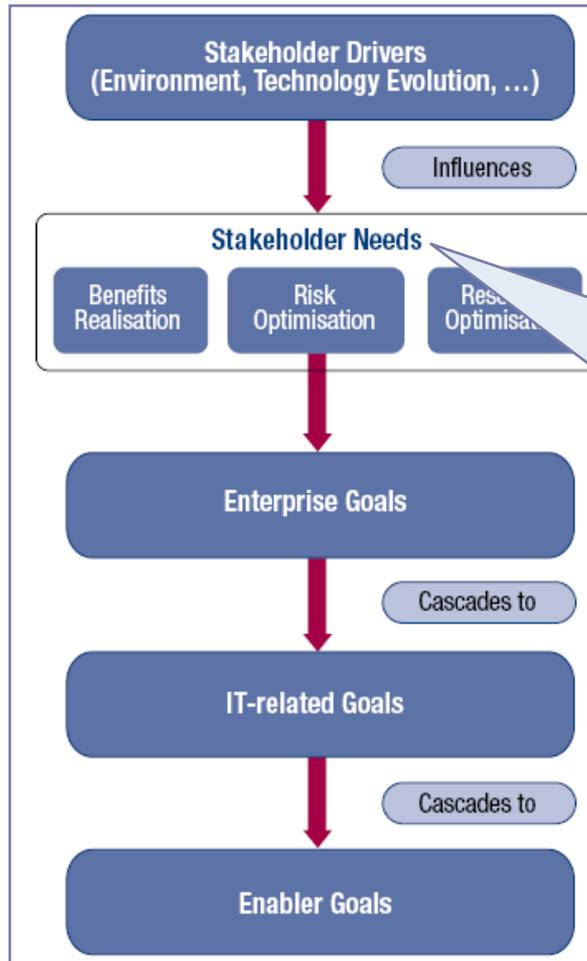 Stakeholder Drivers
(Environment, Technology Evolution, …)
Influences
Stakeholder Needs
Benefits
Realisation
Risk
Optimisation
Optimisa
Enterprise Goals
Cascades to
IT-related Goals
Cascades to
Enabler Goals